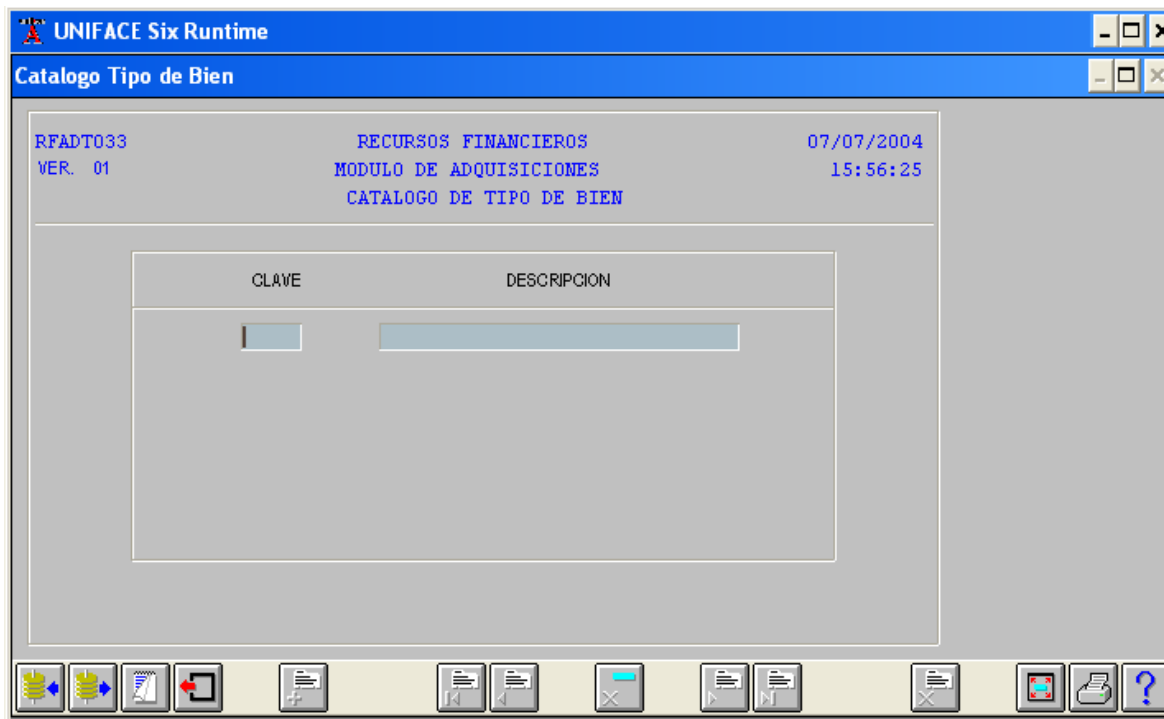 UNIFACE Six Runtime
Catalogo Tipo de Bien
RFADT033 RECURSOS FINANCIEROS 07/07/2004
VER. 01 MODULO DE ADQUISICIONES 15:56:25
CATALOGO DE TIPO DE BIEN
CLAVE DESCRIPCION